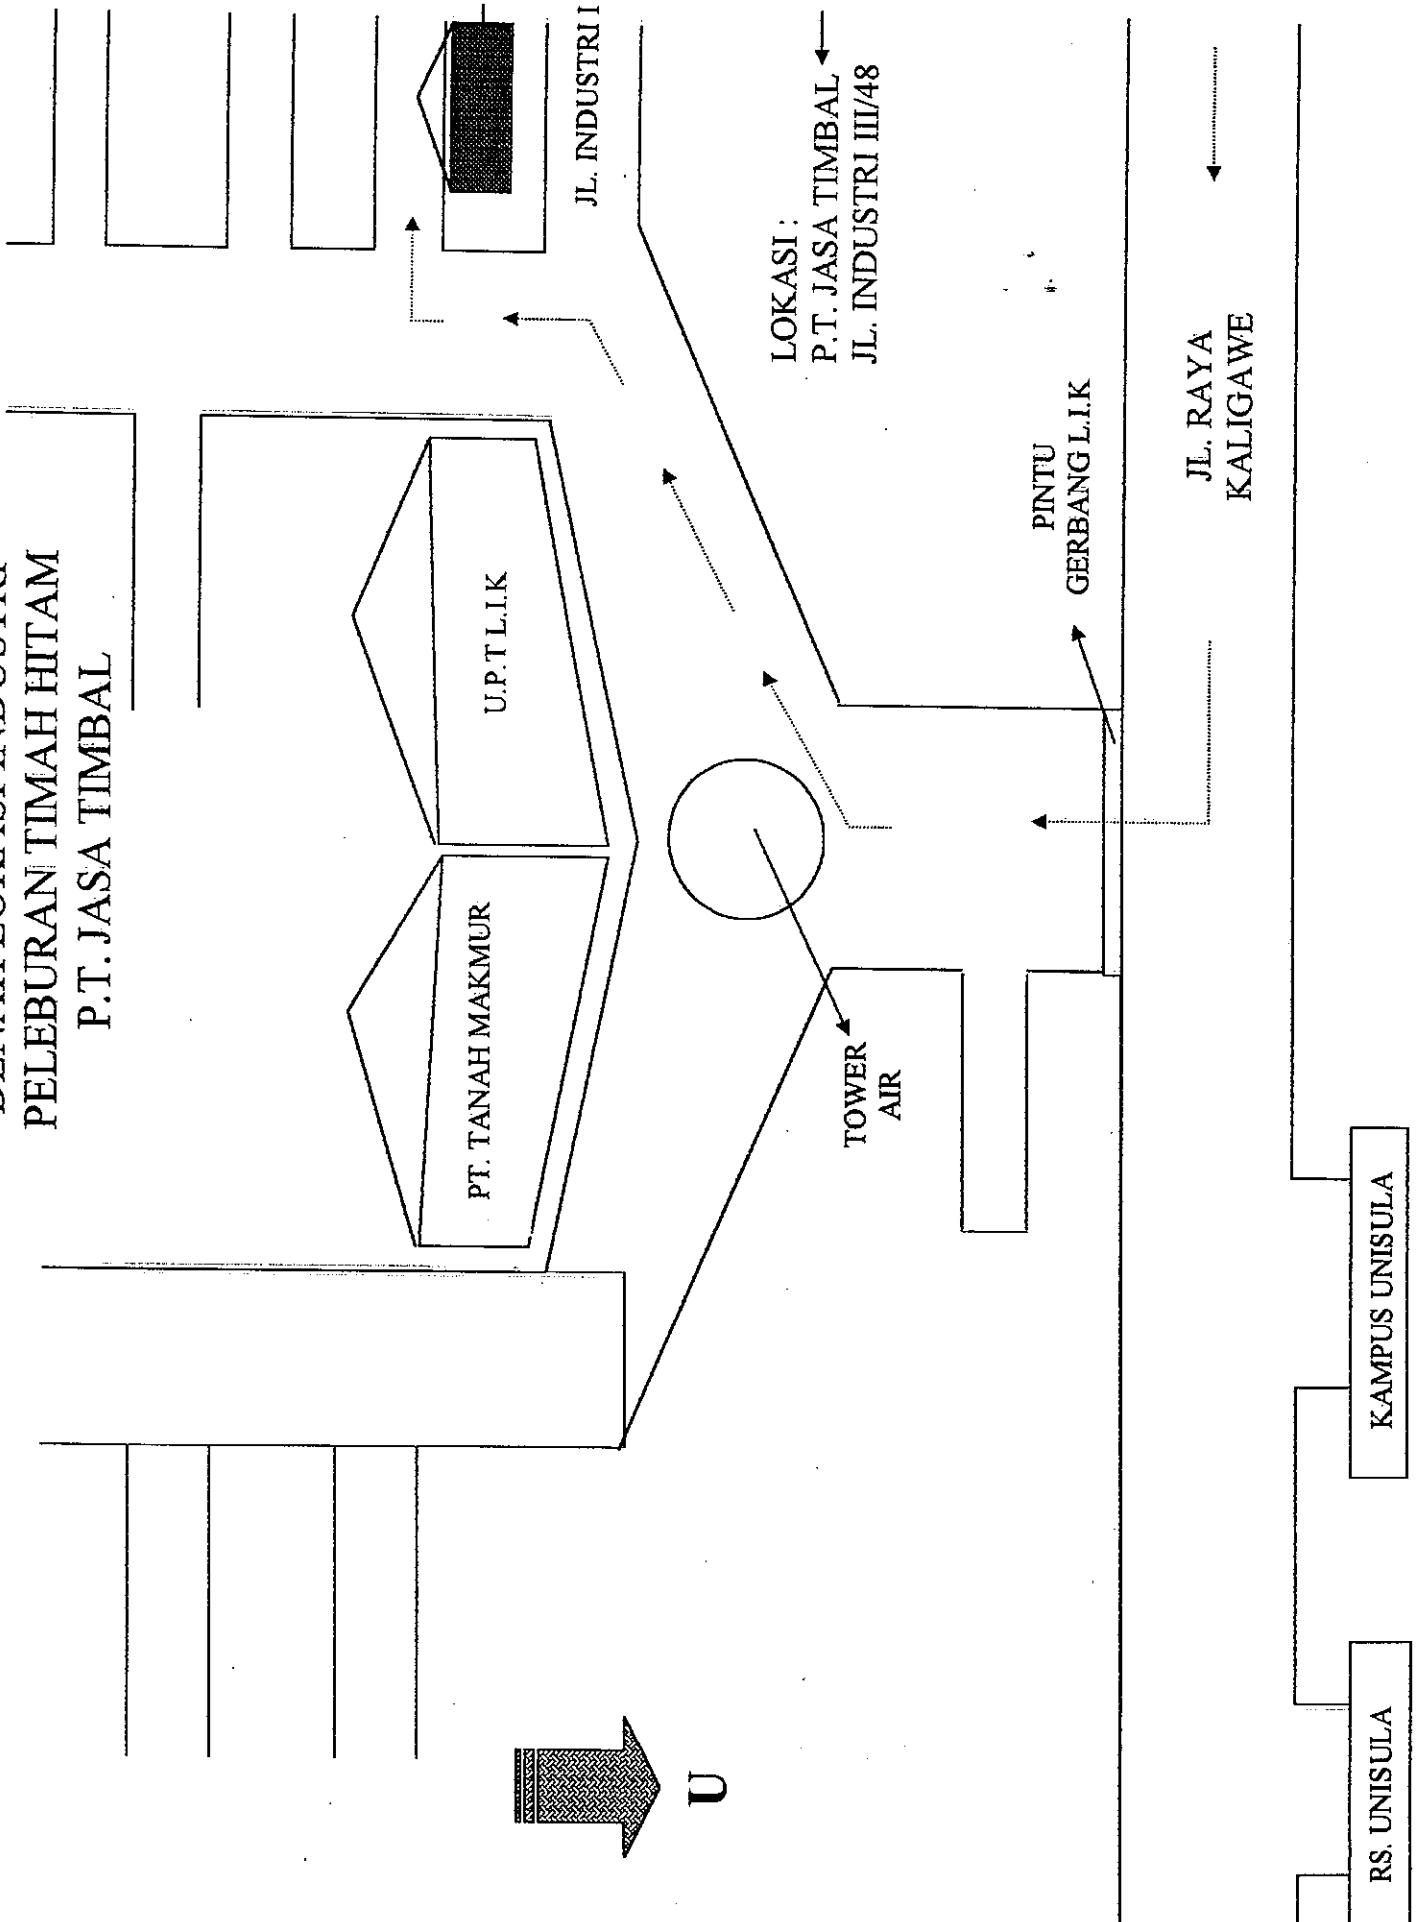 PELEBURAN TIMAH HITAM
P.T. JASA TIMBAL
PT. TANAH MAKMUR
U.P.T L.I.K
JL. INDUSTRI I
LOKASI :
P.T. JASA TIMBAL
JL. INDUSTRI III/48
TOWER
AIR
PINTU
GERBANG L.I.K
JL. RAYA
KALIGAWE
U
RS. UNISULA
KAMPUS UNISULA